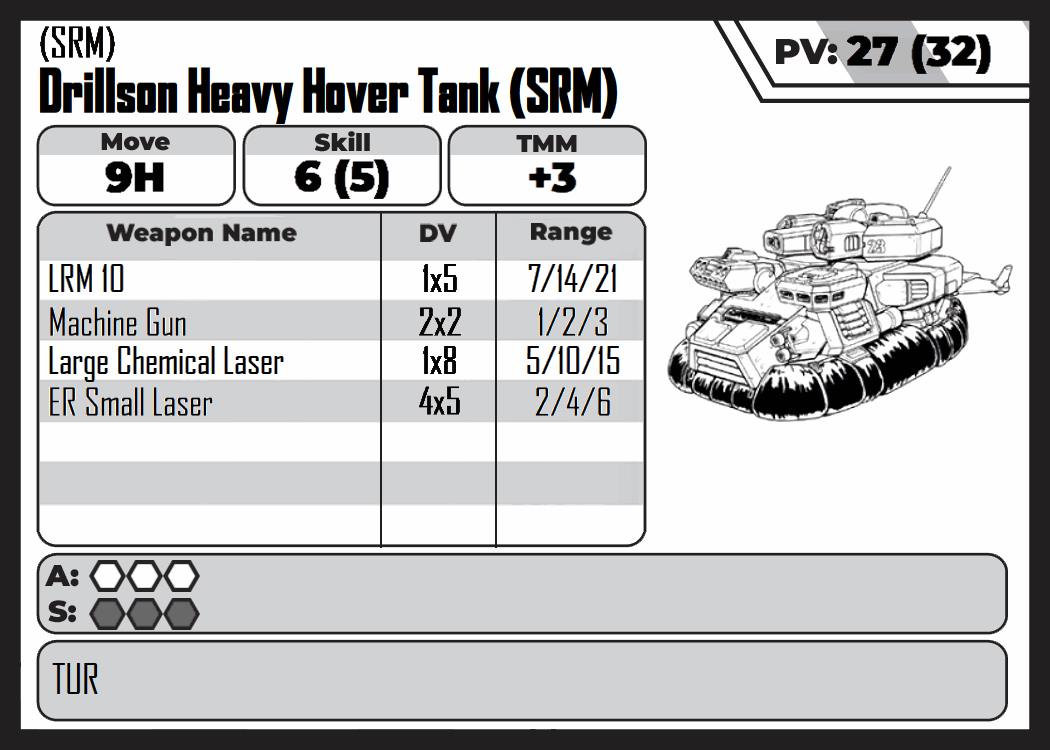 (SRM)
PV: 27 (32)
Drillson Heavy Hover Tank (SRM)
Move Skill TMM
9H 6 (5) +3
Weapon Name DV Range
LRM 10 1x5 7/14/21
Machine Gun 2x2 1/2/3
Large Chemical Laser 1x8 5/10/15
ER Small Laser 4x5 2/4/6
23
A:
S:
TUR